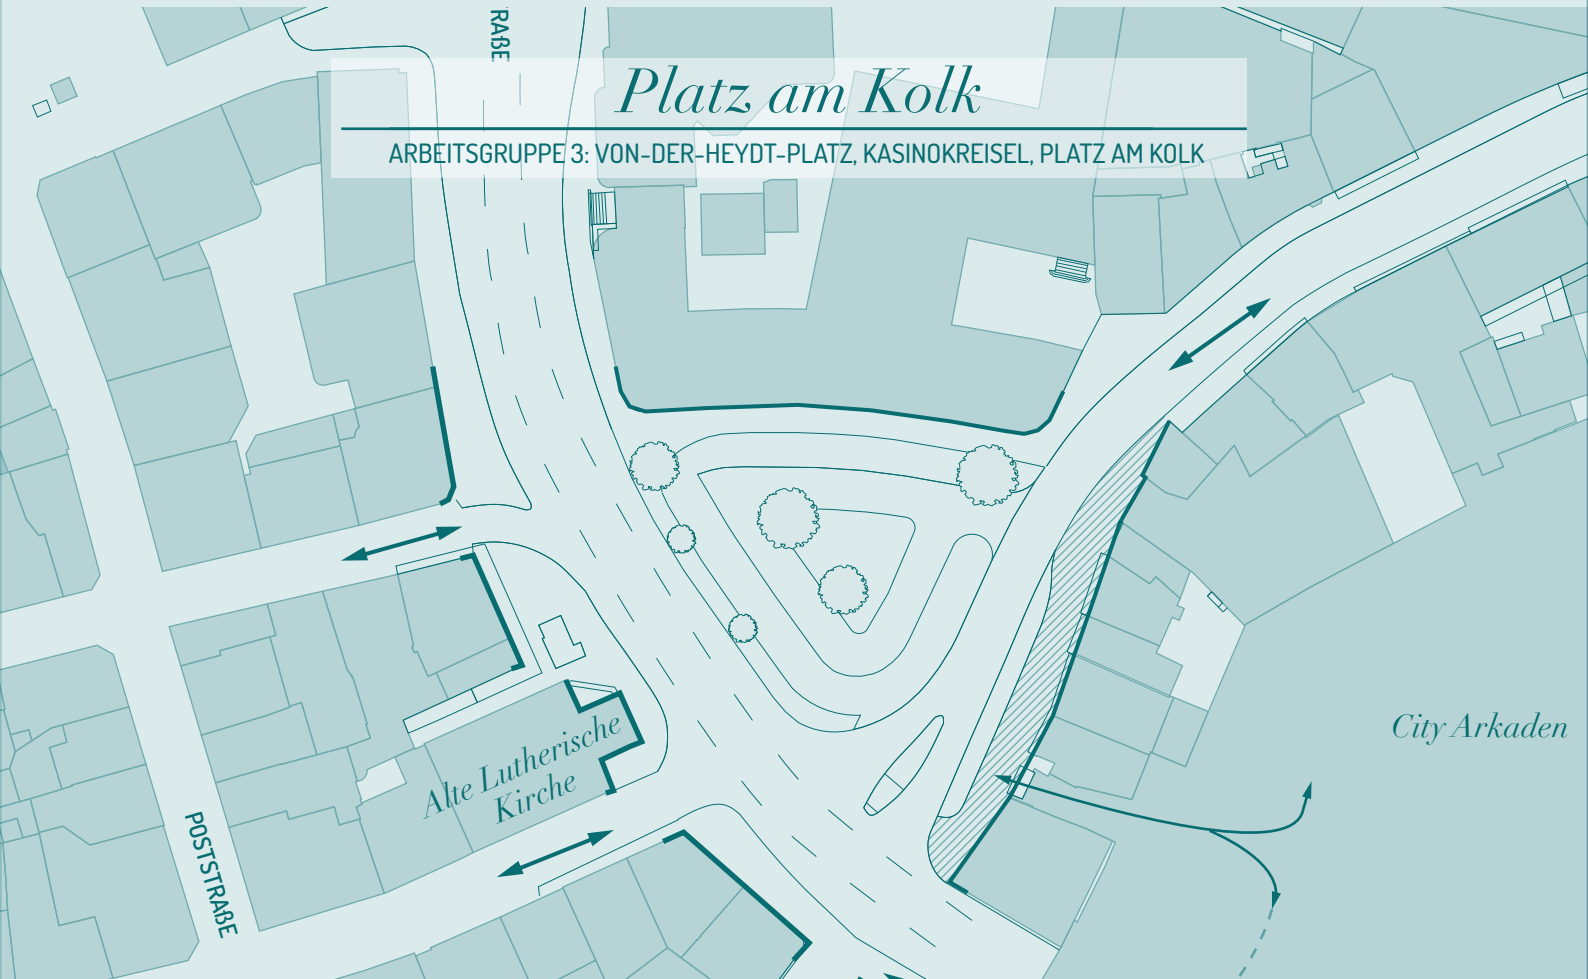 RAßE
Platz am Kolk
ARBEITSGRUPPE 3: VON-DER-HEYDT-PLATZ, KASINOKREISEL, PLATZ AM KOLK
City Arkaden
Alte Lutherische
Kirche
POSTSTRAßE